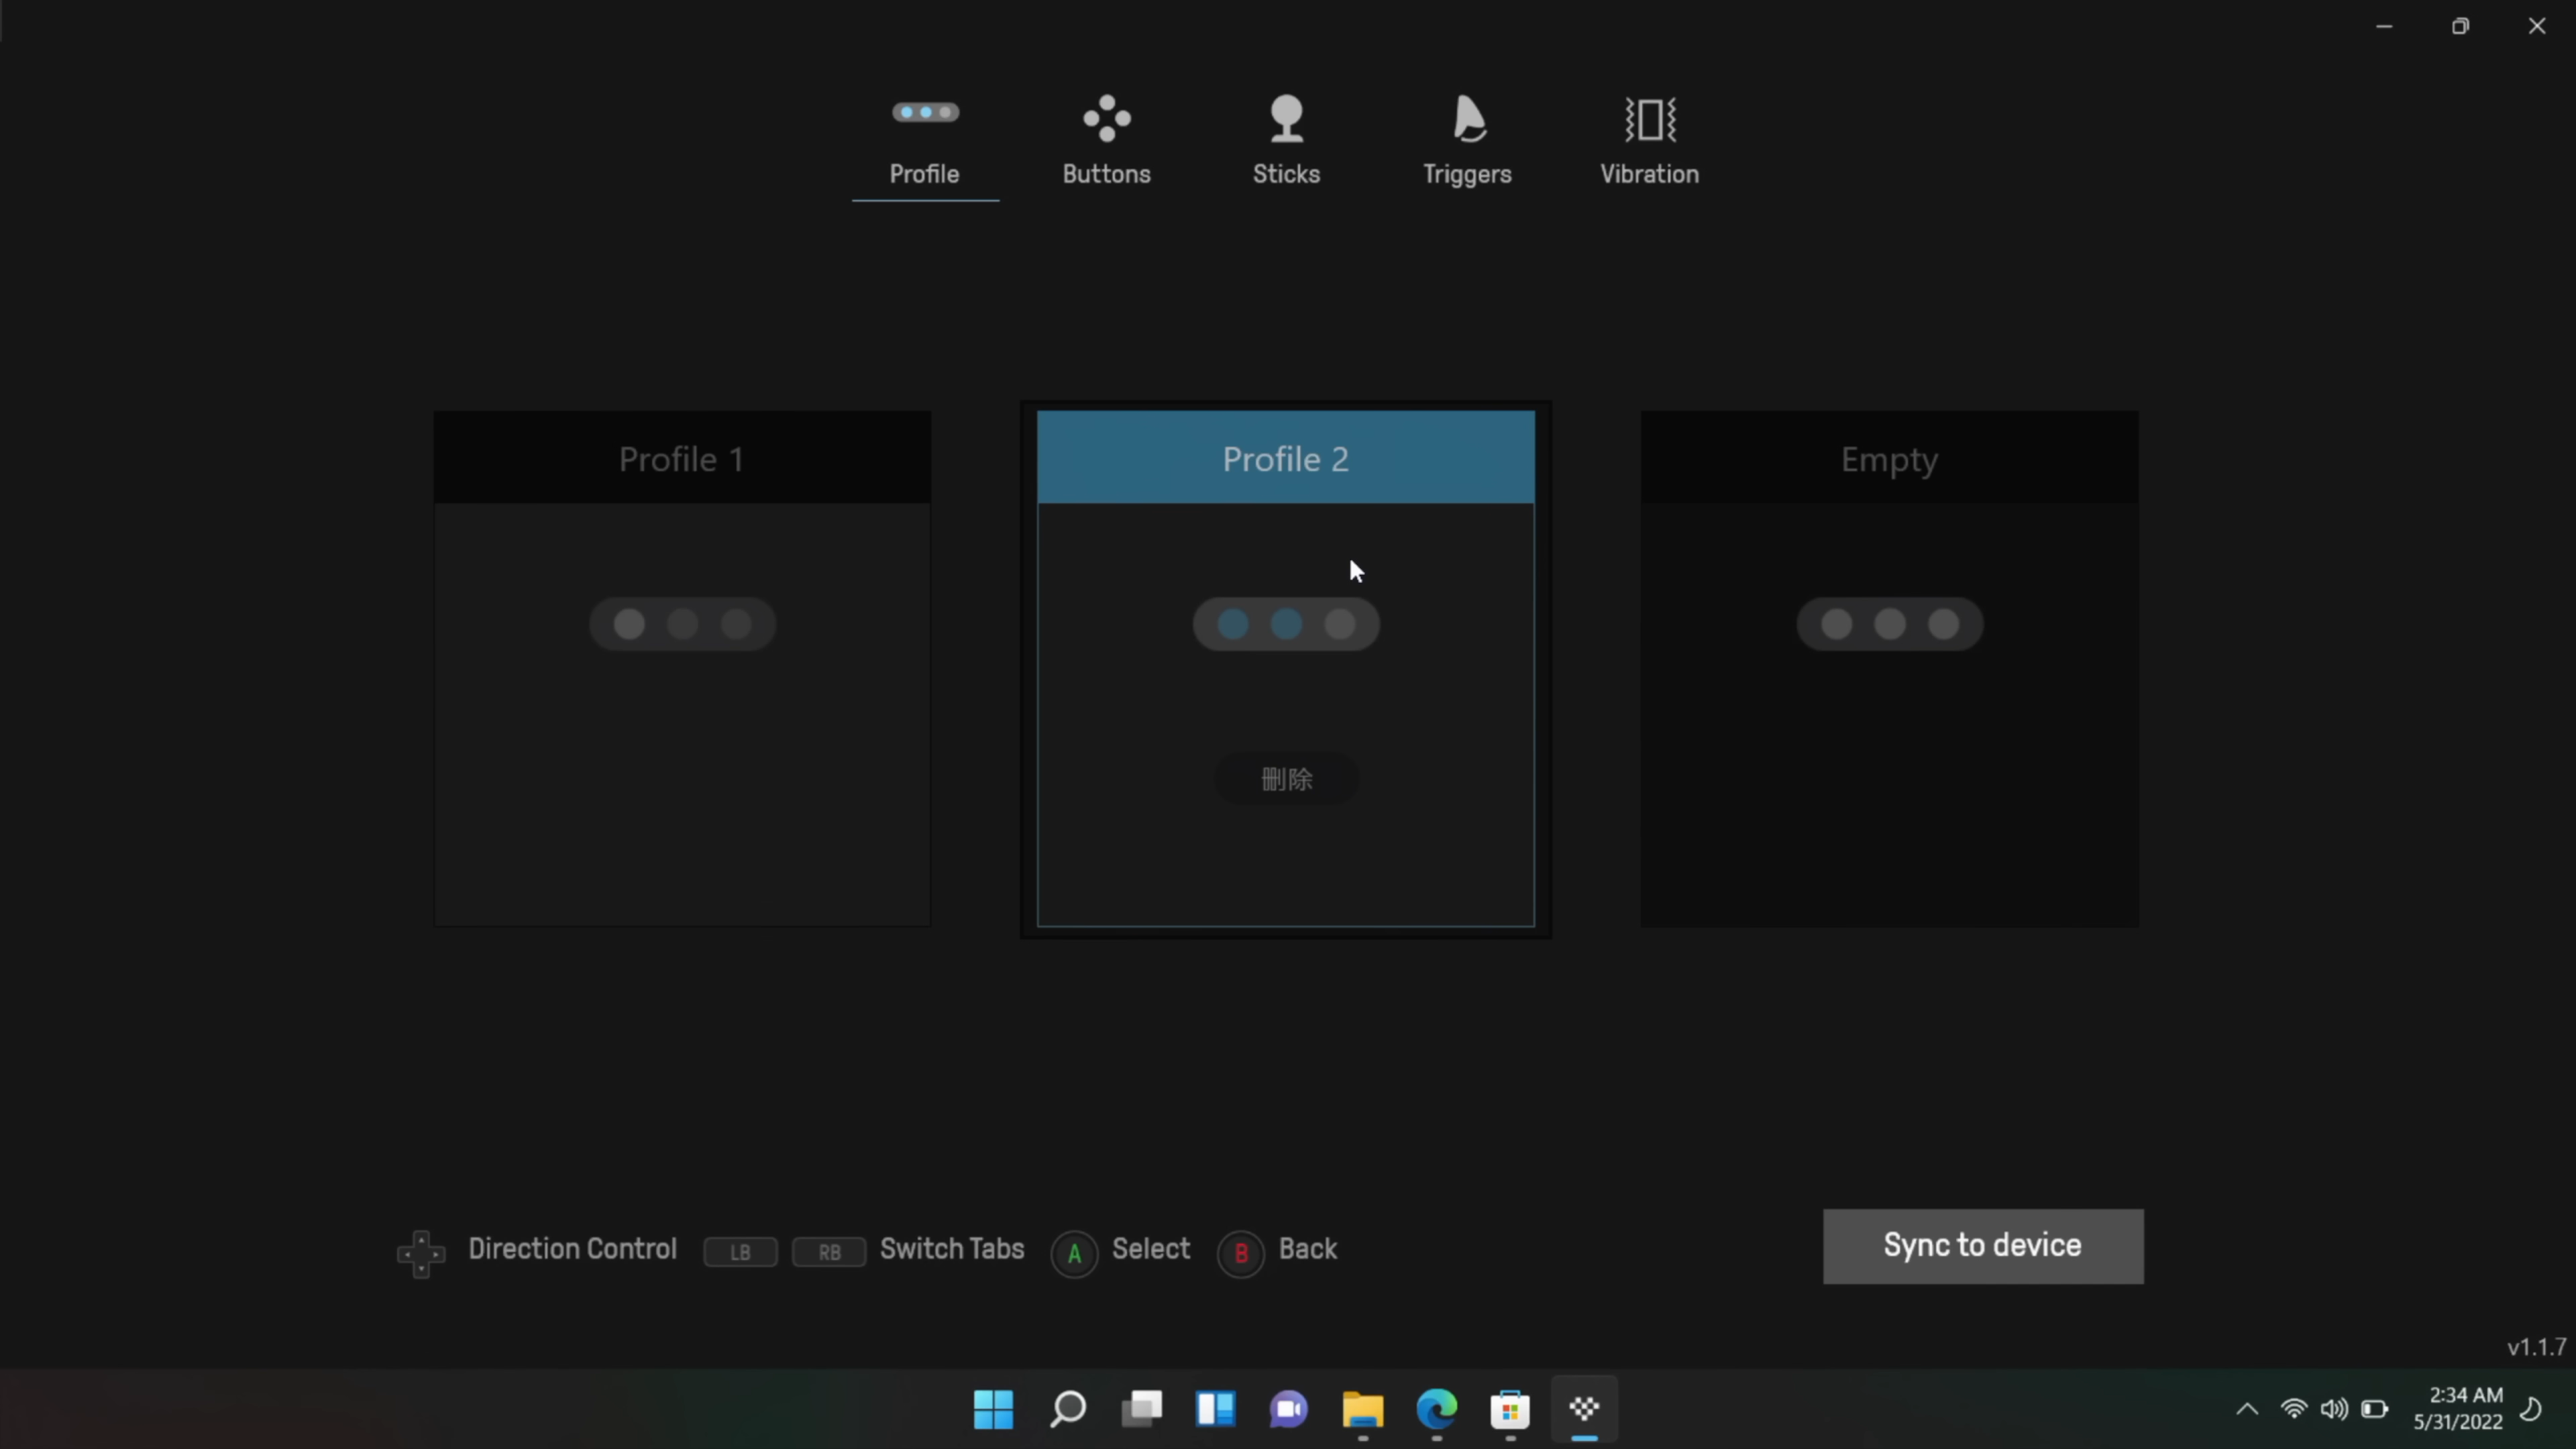 Profile
Buttons
Sticks
Triggers
Vibration
Profile 1
Profile 2
Empty
删除
Direction Control
LB
RB
Switch Tabs
A
Select
B
Back
Sync to device
v1.1.7
2:34 AM
5/31/2022